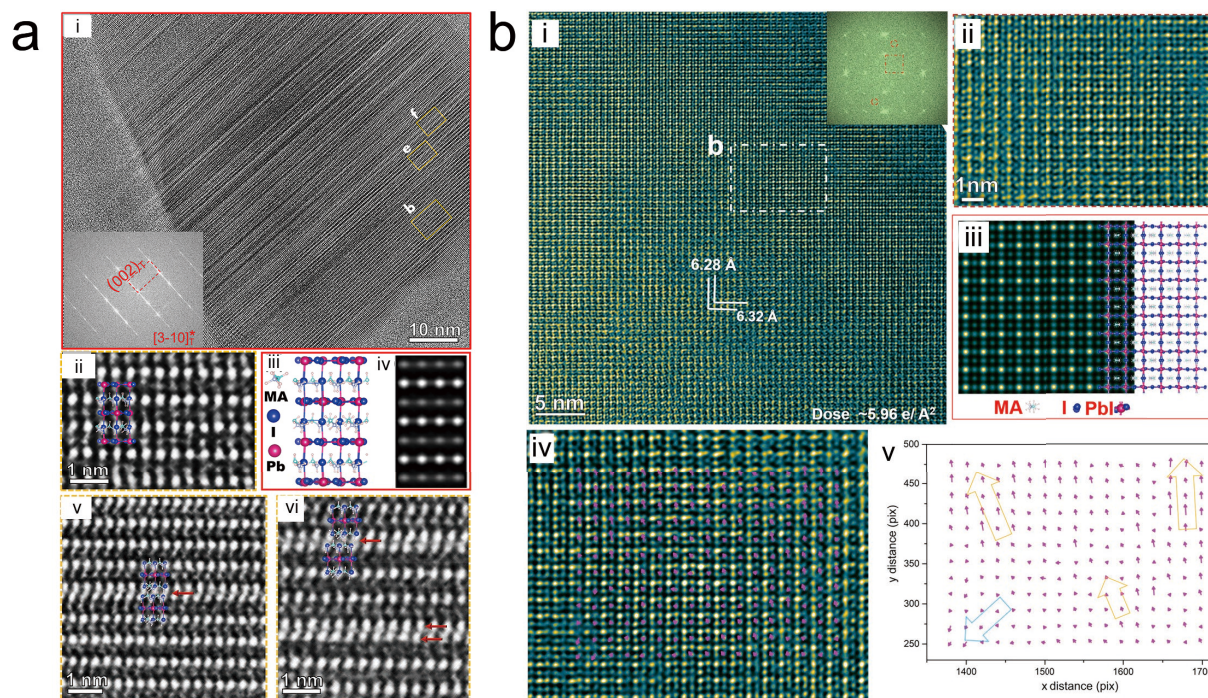 a
i
f
e
b
(002)T
[3-10]*T
10 nm
ii
1 nm
iii
MA
I
Pb
iv
v
1 nm
vi
1 nm
b
i
b
6.28 Å
6.32 Å
5 nm
Dose ~5.96 e/ A²
ii
1nm
iii
MA
I
PbI
iv
v
y distance (pix)
500
450
400
350
300
250
1400
1500
1600
x distance (pix)